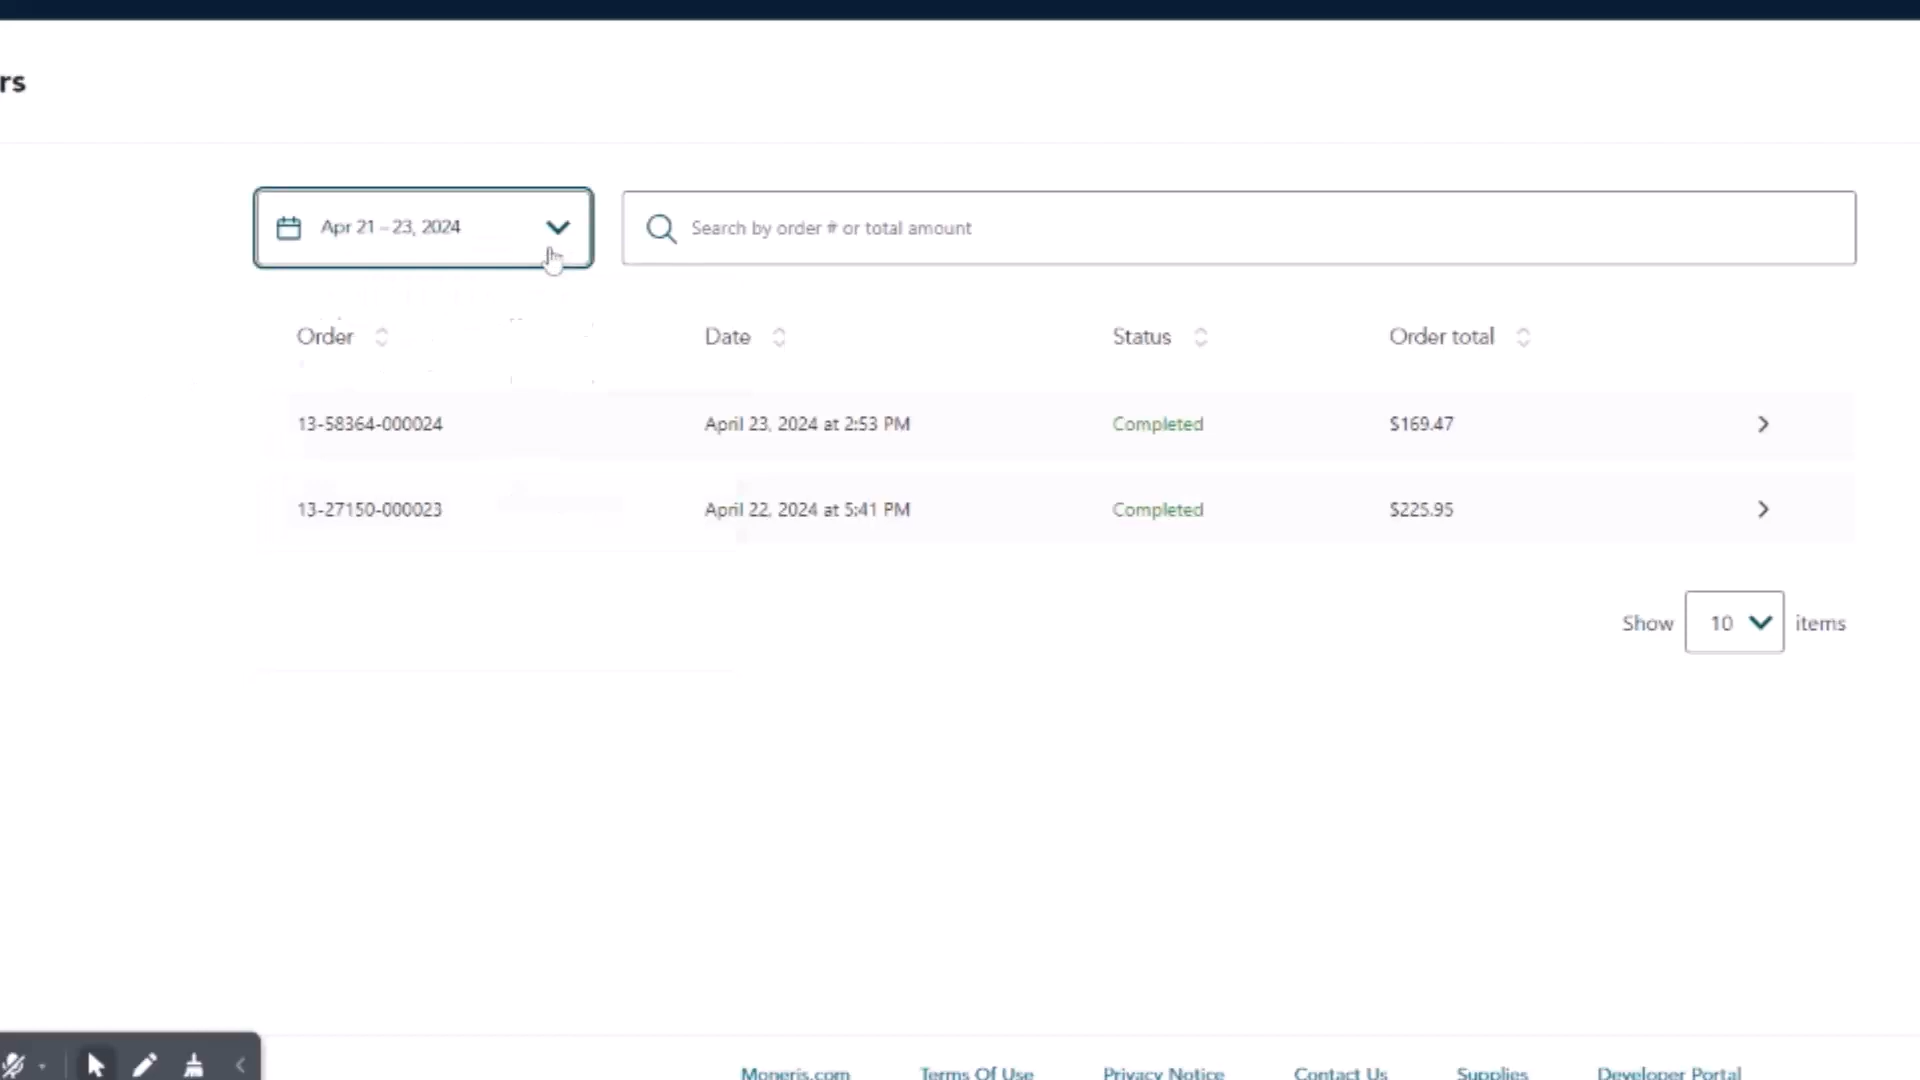 rs
Apr 21 – 23, 2024
Search by order # or total amount
Order Date Status Order total
13-58364-000024 April 23, 2024 at 2:53 PM Completed $169.47
13-27150-000023 April 22, 2024 at 5:41 PM Completed $225.95
Show 10 items
Moneris.com Terms Of Use Privacy Notice Contact Us Supplies Developer Portal